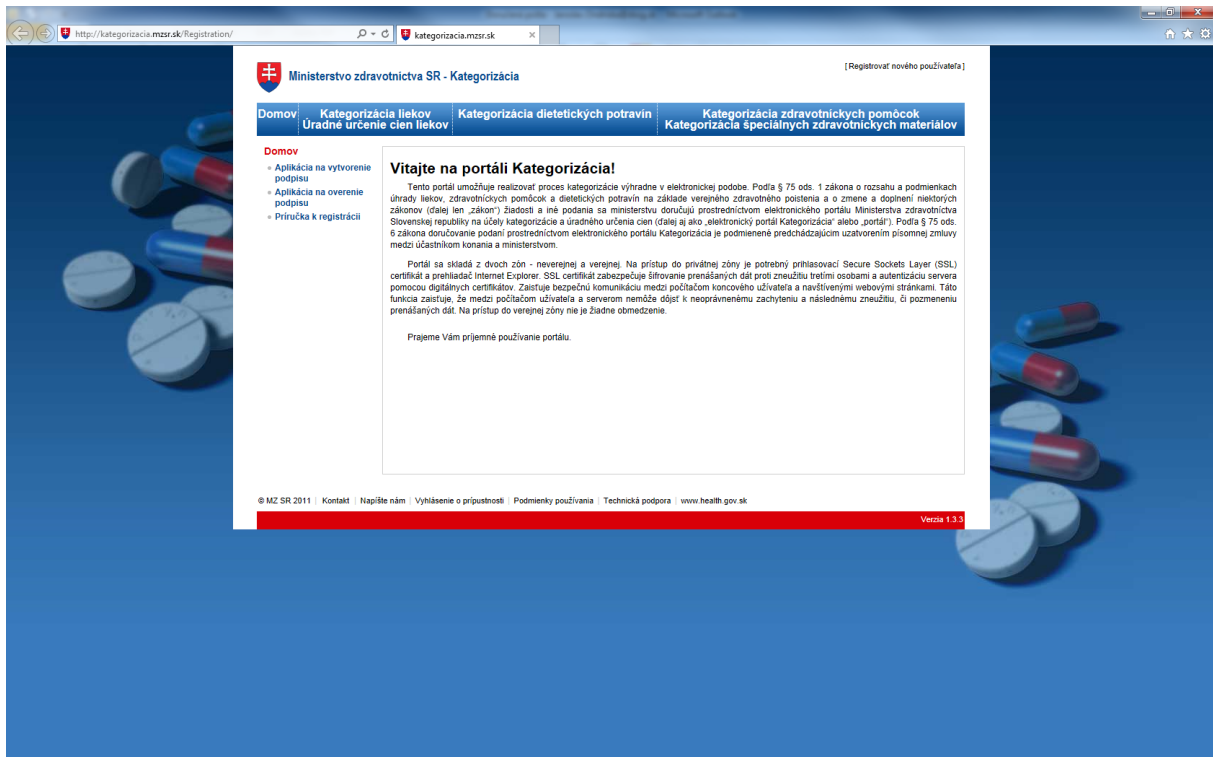 http://kategorizacia.mzsr.sk/Registration/
kategorizacia.mzsr.sk
[ Registrovať nového používateľa ]
Ministerstvo zdravotníctva SR - Kategorizácia
Domov
Kategorizácia liekov
Úradné určenie cien liekov
Kategorizácia dietetických potravín
Kategorizácia zdravotníckych pomôcok
Kategorizácia špeciálnych zdravotníckych materiálov
Domov
Aplikácia na vytvorenie
podpisu
Aplikácia na overenie
podpisu
Príručka k registrácii
Vitajte na portáli Kategorizácia!
Tento portál umožňuje realizovať proces kategorizácie výhradne v elektronickej podobe. Podľa § 75 ods. 1 zákona o rozsahu a podmienkach
úhrady liekov, zdravotníckych pomôcok a dietetických potravín na základe verejného zdravotného poistenia a o zmene a doplnení niektorých
zákonov (ďalej len „zákon“) žiadosti a iné podania sa ministerstvu doručujú prostredníctvom elektronického portálu Ministerstva zdravotníctva
Slovenskej republiky na účely kategorizácie a úradného určenia cien (ďalej aj ako „elektronický portál Kategorizácia“ alebo „portál“). Podľa § 75 ods.
6 zákona doručovanie podaní prostredníctvom elektronického portálu Kategorizácia je podmienené predchádzajúcim uzatvorením písomnej zmluvy
medzi účastníkom konania a ministerstvom.
Portál sa skladá z dvoch zón - neverejnej a verejnej. Na prístup do privátnej zóny je potrebný prihlasovací Secure Sockets Layer (SSL)
certifikát a prehliadač Internet Explorer. SSL certifikát zabezpečuje šifrovanie prenášaných dát proti zneužitiu tretími osobami a autentizáciu servera
pomocou digitálnych certifikátov. Zaisťuje bezpečnú komunikáciu medzi počítačom koncového užívateľa a navštívenými webovými stránkami. Táto
funkcia zaisťuje, že medzi počítačom užívateľa a serverom nemôže dôjsť k neoprávnenému zachyteniu a následnému zneužitiu, či pozmeneniu
prenášaných dát. Na prístup do verejnej zóny nie je žiadne obmedzenie.
Prajeme Vám príjemné používanie portálu.
© MZ SR 2011 | Kontakt | Napíšte nám | Vyhlásenie o prípustnosti | Podmienky používania | Technická podpora | www.health.gov.sk
Verzia 1.3.3